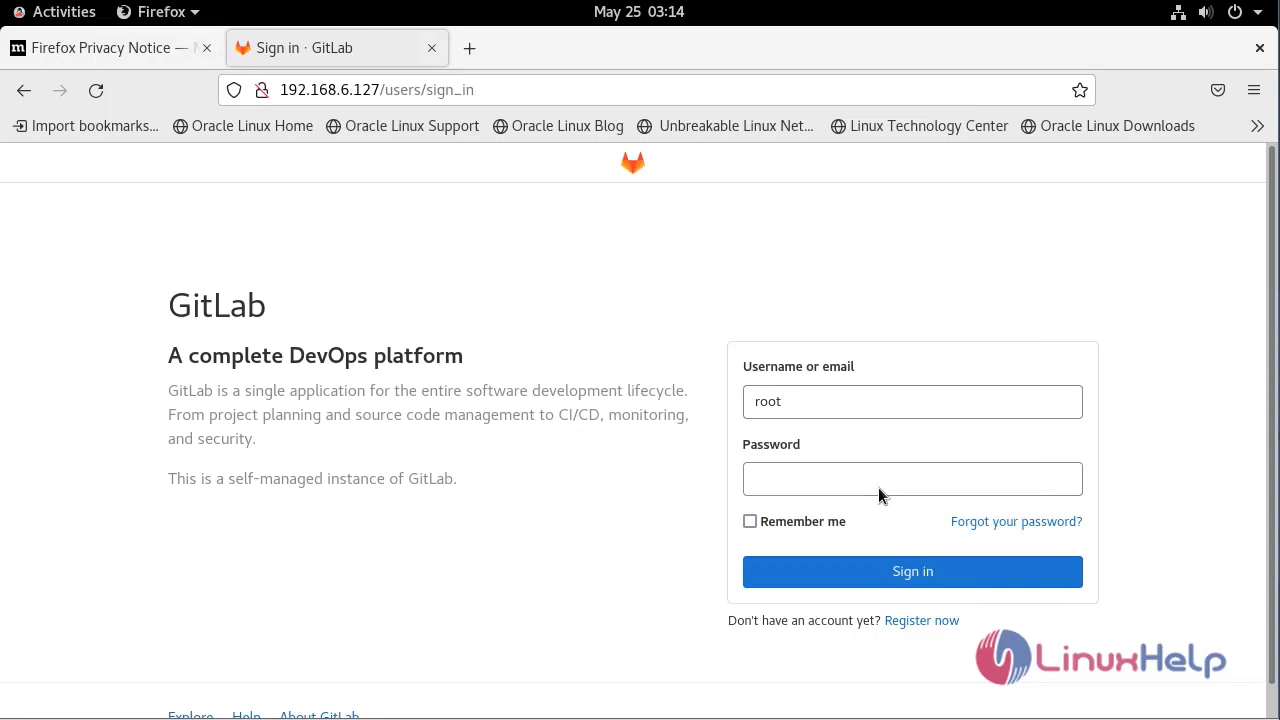 Activities Firefox May 25 03:14
Firefox Privacy Notice — Sign in · GitLab
192.168.6.127/users/sign_in
Import bookmarks... Oracle Linux Home Oracle Linux Support Oracle Linux Blog Unbreakable Linux Net... Linux Technology Center Oracle Linux Downloads
GitLab
A complete DevOps platform
GitLab is a single application for the entire software development lifecycle.
From project planning and source code management to CI/CD, monitoring,
and security.
This is a self-managed instance of GitLab.
Username or email
root
Password
Remember me Forgot your password?
Sign in
Don't have an account yet? Register now
LinuxHelp
Explore Help About GitLab